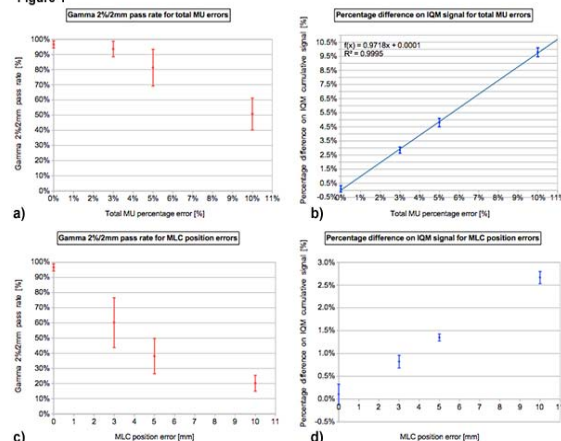 Figure 1
Gamma 2%/2mm pass rate for total MU errors
Gamma 2%/2mm pass rate [%]
100%
90%
80%
70%
60%
50%
40%
30%
20%
10%
0%
0% 1% 2% 3% 4% 5% 6% 7% 8% 9% 10% 11%
Total MU percentage error [%]
a)
Percentage difference on IQM signal for total MU errors
Percentage difference on IQM cumulative signal [%]
f(x) = 0.9718x + 0.0001
R² = 0.9995
10.5%
9.5%
8.5%
7.5%
6.5%
5.5%
4.5%
3.5%
2.5%
1.5%
0.5%
-0.5%
0% 1% 2% 3% 4% 5% 6% 7% 8% 9% 10% 11%
Total MU percentage error [%]
b)
Gamma 2%/2mm pass rate for MLC position errors
Gamma 2%/2mm pass rate [%]
100%
90%
80%
70%
60%
50%
40%
30%
20%
10%
0%
0 1 2 3 4 5 6 7 8 9 10 11
MLC position error [mm]
c)
Percentage difference on IQM signal for MLC position errors
Percentage difference on IQM cumulative signal [%]
3.0%
2.5%
2.0%
1.5%
1.0%
0.5%
0.0%
-0.5%
0 1 2 3 4 5 6 7 8 9 10 11
MLC position error [mm]
d)